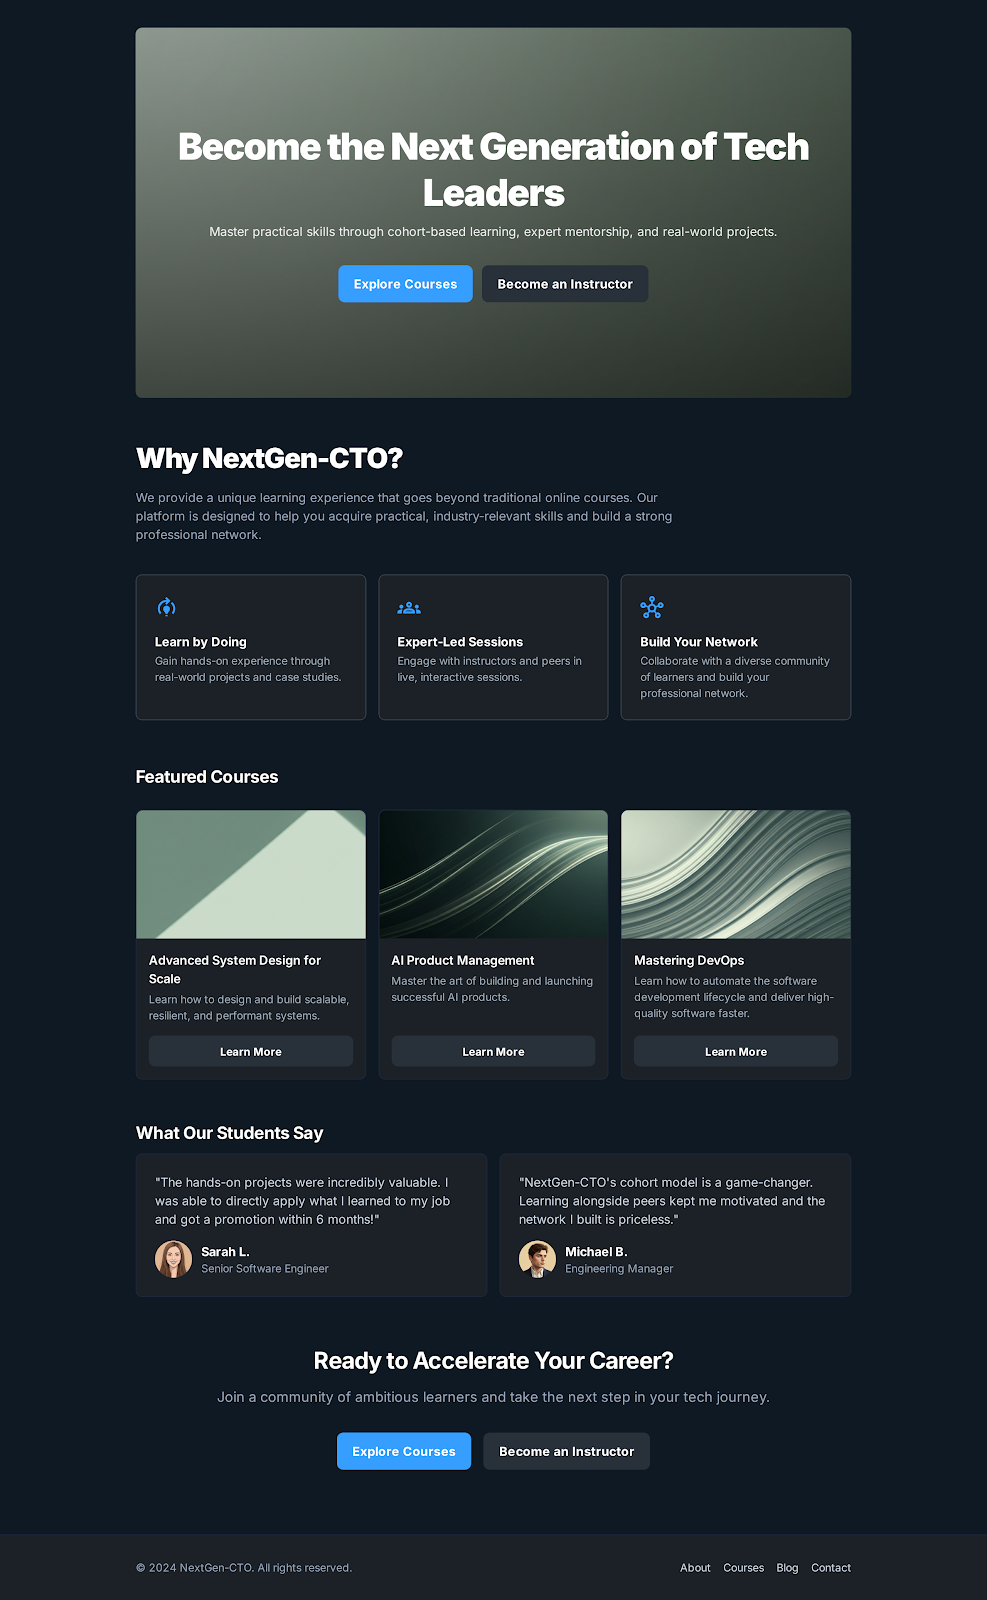 Become the Next Generation of Tech
Leaders
Master practical skills through cohort-based learning, expert mentorship, and real-world projects.
Explore Courses
Become an Instructor
Why NextGen-CTO?
We provide a unique learning experience that goes beyond traditional online courses. Our
platform is designed to help you acquire practical, industry-relevant skills and build a strong
professional network.
Learn by Doing
Gain hands-on experience through
real-world projects and case studies.
Expert-Led Sessions
Engage with instructors and peers in
live, interactive sessions.
Build Your Network
Collaborate with a diverse community
of learners and build your
professional network.
Featured Courses
Advanced System Design for
Scale
Learn how to design and build scalable,
resilient, and performant systems.
Learn More
AI Product Management
Master the art of building and launching
successful AI products.
Learn More
Mastering DevOps
Learn how to automate the software
development lifecycle and deliver high-
quality software faster.
Learn More
What Our Students Say
"The hands-on projects were incredibly valuable. I
was able to directly apply what I learned to my job
and got a promotion within 6 months!"
Sarah L.
Senior Software Engineer
"NextGen-CTO's cohort model is a game-changer.
Learning alongside peers kept me motivated and the
network I built is priceless."
Michael B.
Engineering Manager
Ready to Accelerate Your Career?
Join a community of ambitious learners and take the next step in your tech journey.
Explore Courses
Become an Instructor
© 2024 NextGen-CTO. All rights reserved.
About
Courses
Blog
Contact